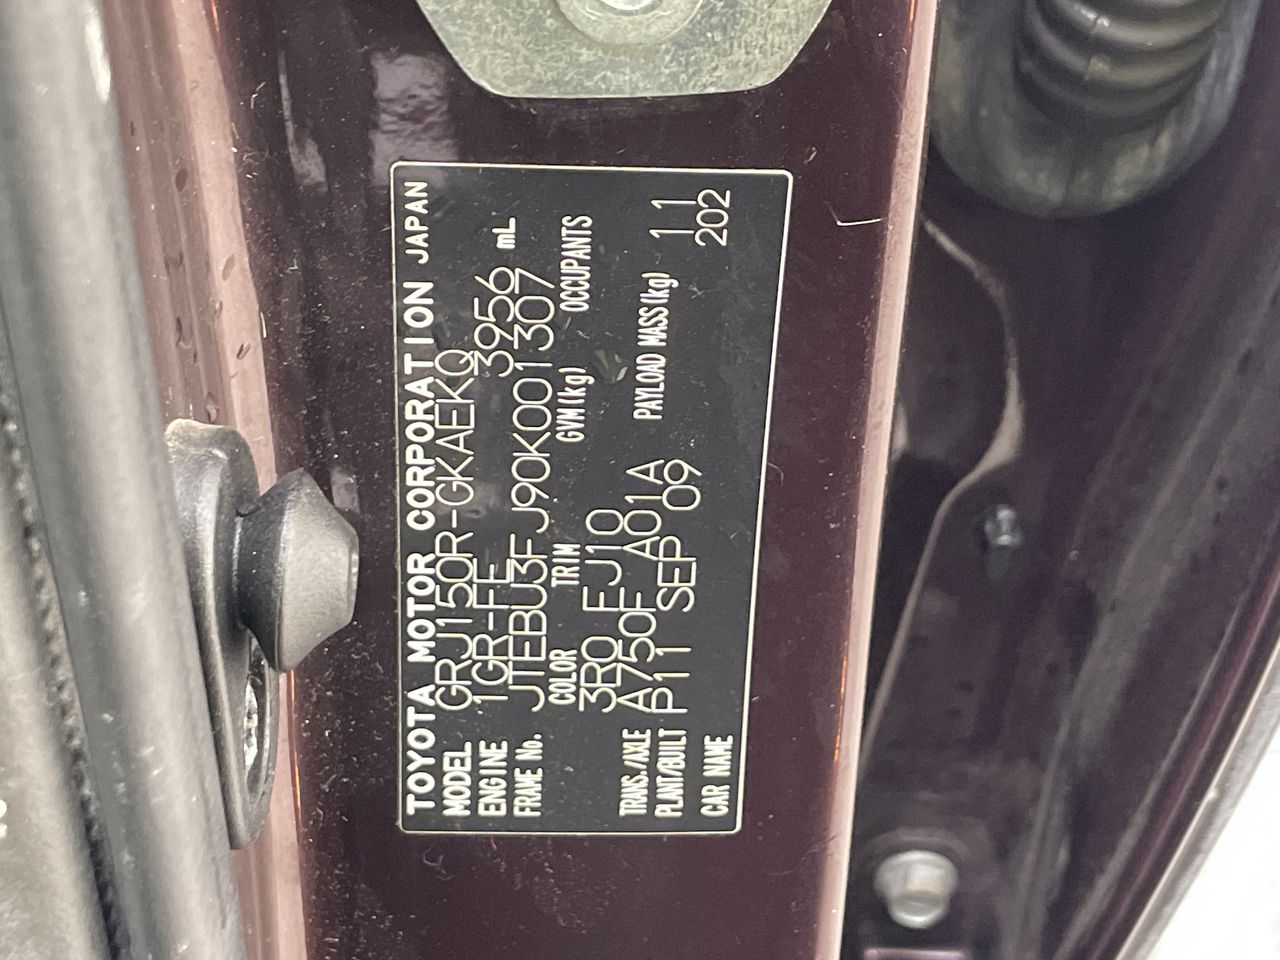 TOYOTA MOTOR CORPORATION JAPAN
MODEL GRJ150R-GKAEKQ
ENGINE 1GR-FE 3956 mL
FRAME No. JTEBU3FJ90K001307
COLOR TRIM GVM(kg) OCCUPANTS
3R0 FJ10
TRANS./AXLE A750F A01A PAYLOAD MASS(kg)
PLANT/BUILT P11 SEP 09 11
CAR NAME 202